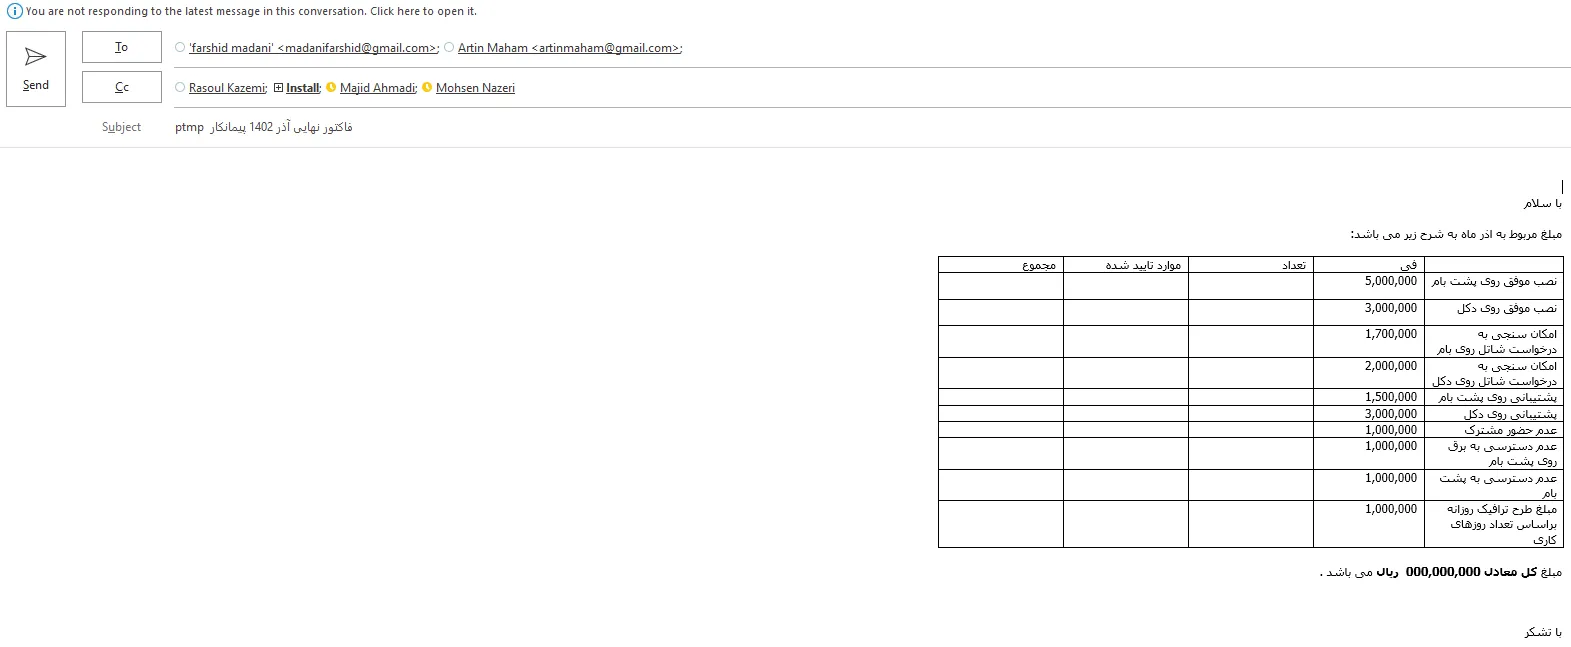 You are not responding to the latest message in this conversation. Click here to open it.
Send
To
'farshid madani' <madanifarshid@gmail.com>; Artin Maham <artinmaham@gmail.com>;
Cc
Rasoul Kazemi; Install; Majid Ahmadi; Mohsen Nazeri
Subject
فاکتور نهایی آذر 1402 پیمانکار ptmp
با سلام
مبلغ مربوط به اذر ماه به شرح زیر می باشد:
فی تعداد موارد تایید شده مجموع
نصب موفق روی پشت بام 5,000,000
نصب موفق روی دکل 3,000,000
امکان سنجی به 1,700,000
درخواست شاتل روی بام
امکان سنجی به 2,000,000
درخواست شاتل روی دکل
پشتیبانی روی پشت بام 1,500,000
پشتیبانی روی دکل 3,000,000
عدم حضور مشترک 1,000,000
عدم دسترسی به برق 1,000,000
روی پشت بام
عدم دسترسی به پشت 1,000,000
بام
مبلغ طرح ترافیک روزانه 1,000,000
براساس تعداد روزهای
کاری
مبلغ کل معادل 000,000,000 ریال می باشد .
با تشکر